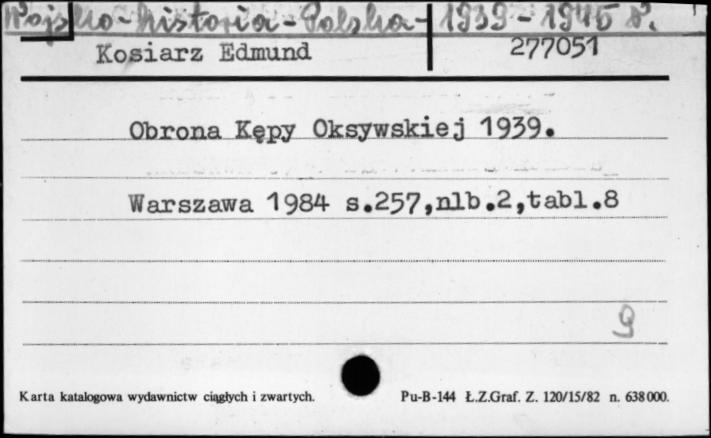 Wojsko-historia-Polska-1939-1945 r.
Kosiarz Edmund 277051
Obrona Kępy Oksywskiej 1939.
Warszawa 1984 s.257,nlb.2,tabl.8
9
Karta katalogowa wydawnictw ciągłych i zwartych. Pu-B-144 Ł.Z.Graf. Z. 120/15/82 n. 638000.